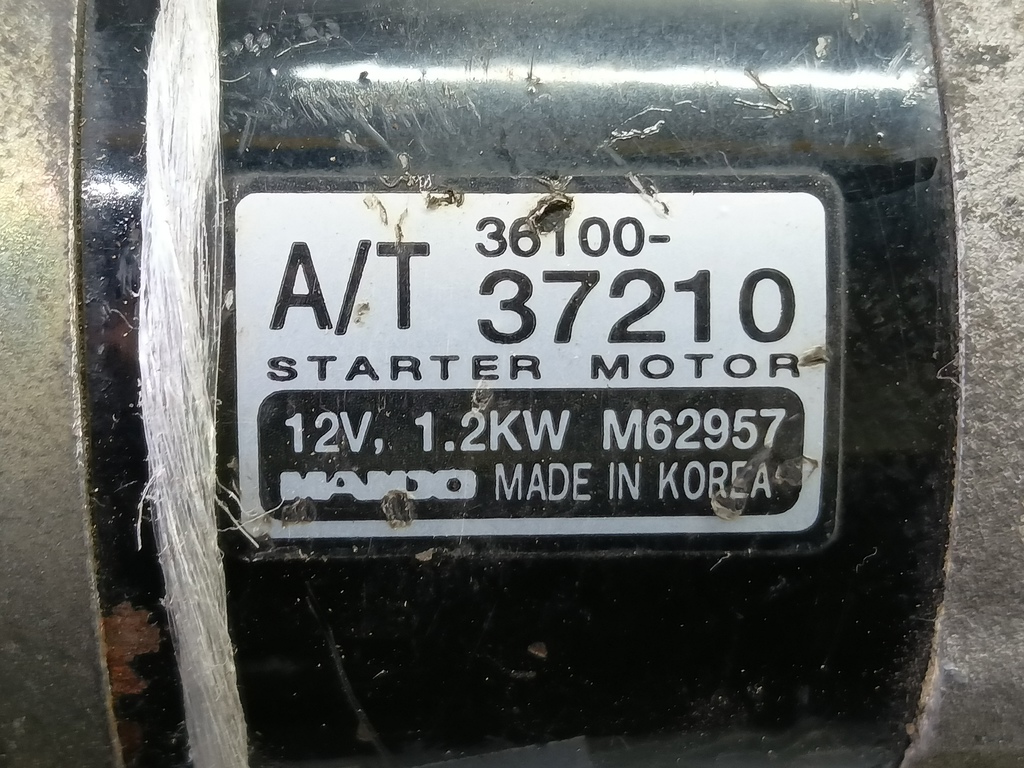 A/T 36100-
37210
STARTER MOTOR
12V, 1.2KW M62957
MANDO MADE IN KOREA